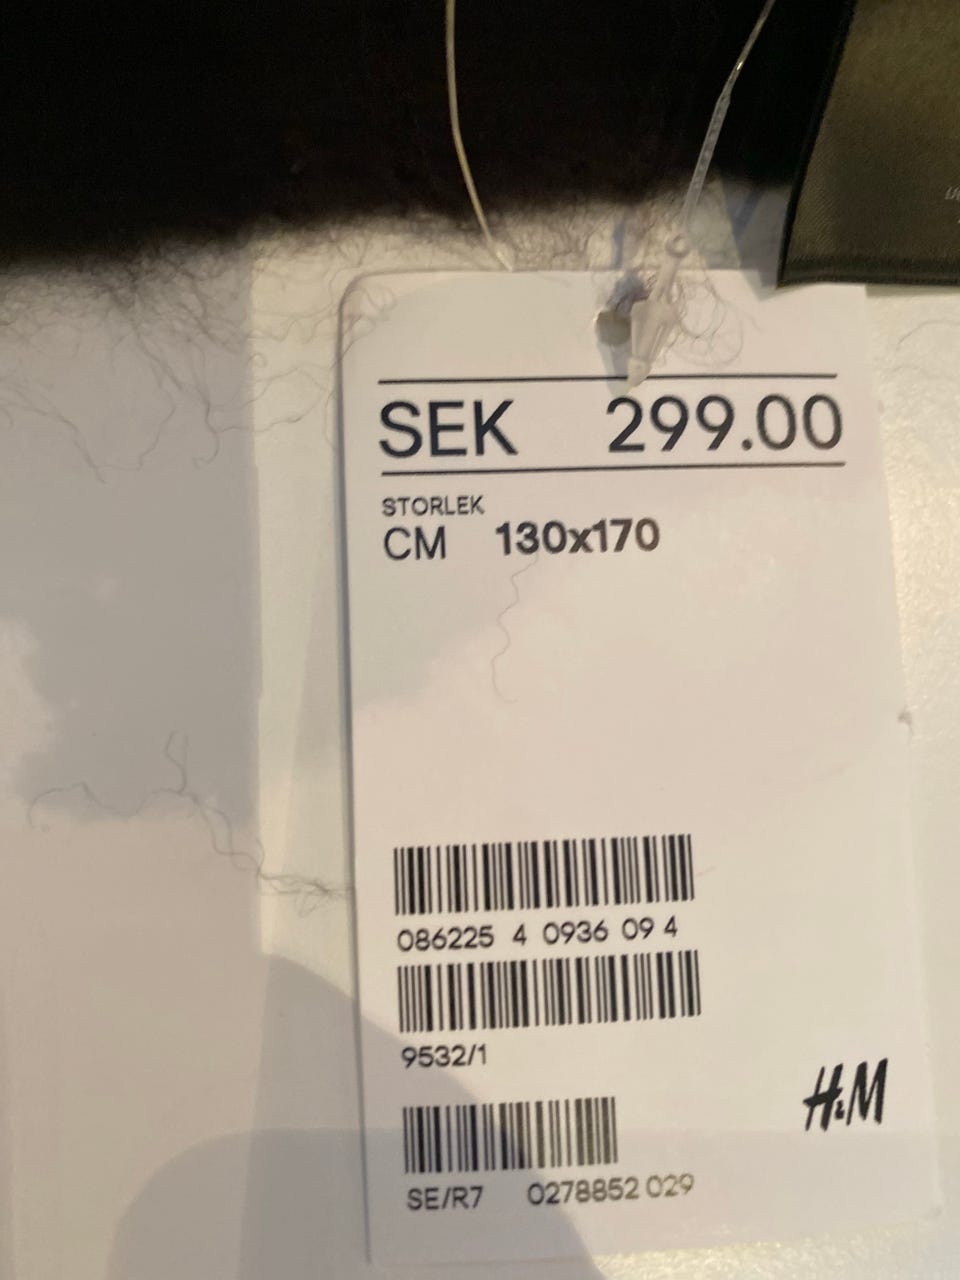 SEK 299.00
STORLEK
CM 130x170
086225 4 0936 09 4
9532/1
H&M
SE/R7 0278852 029